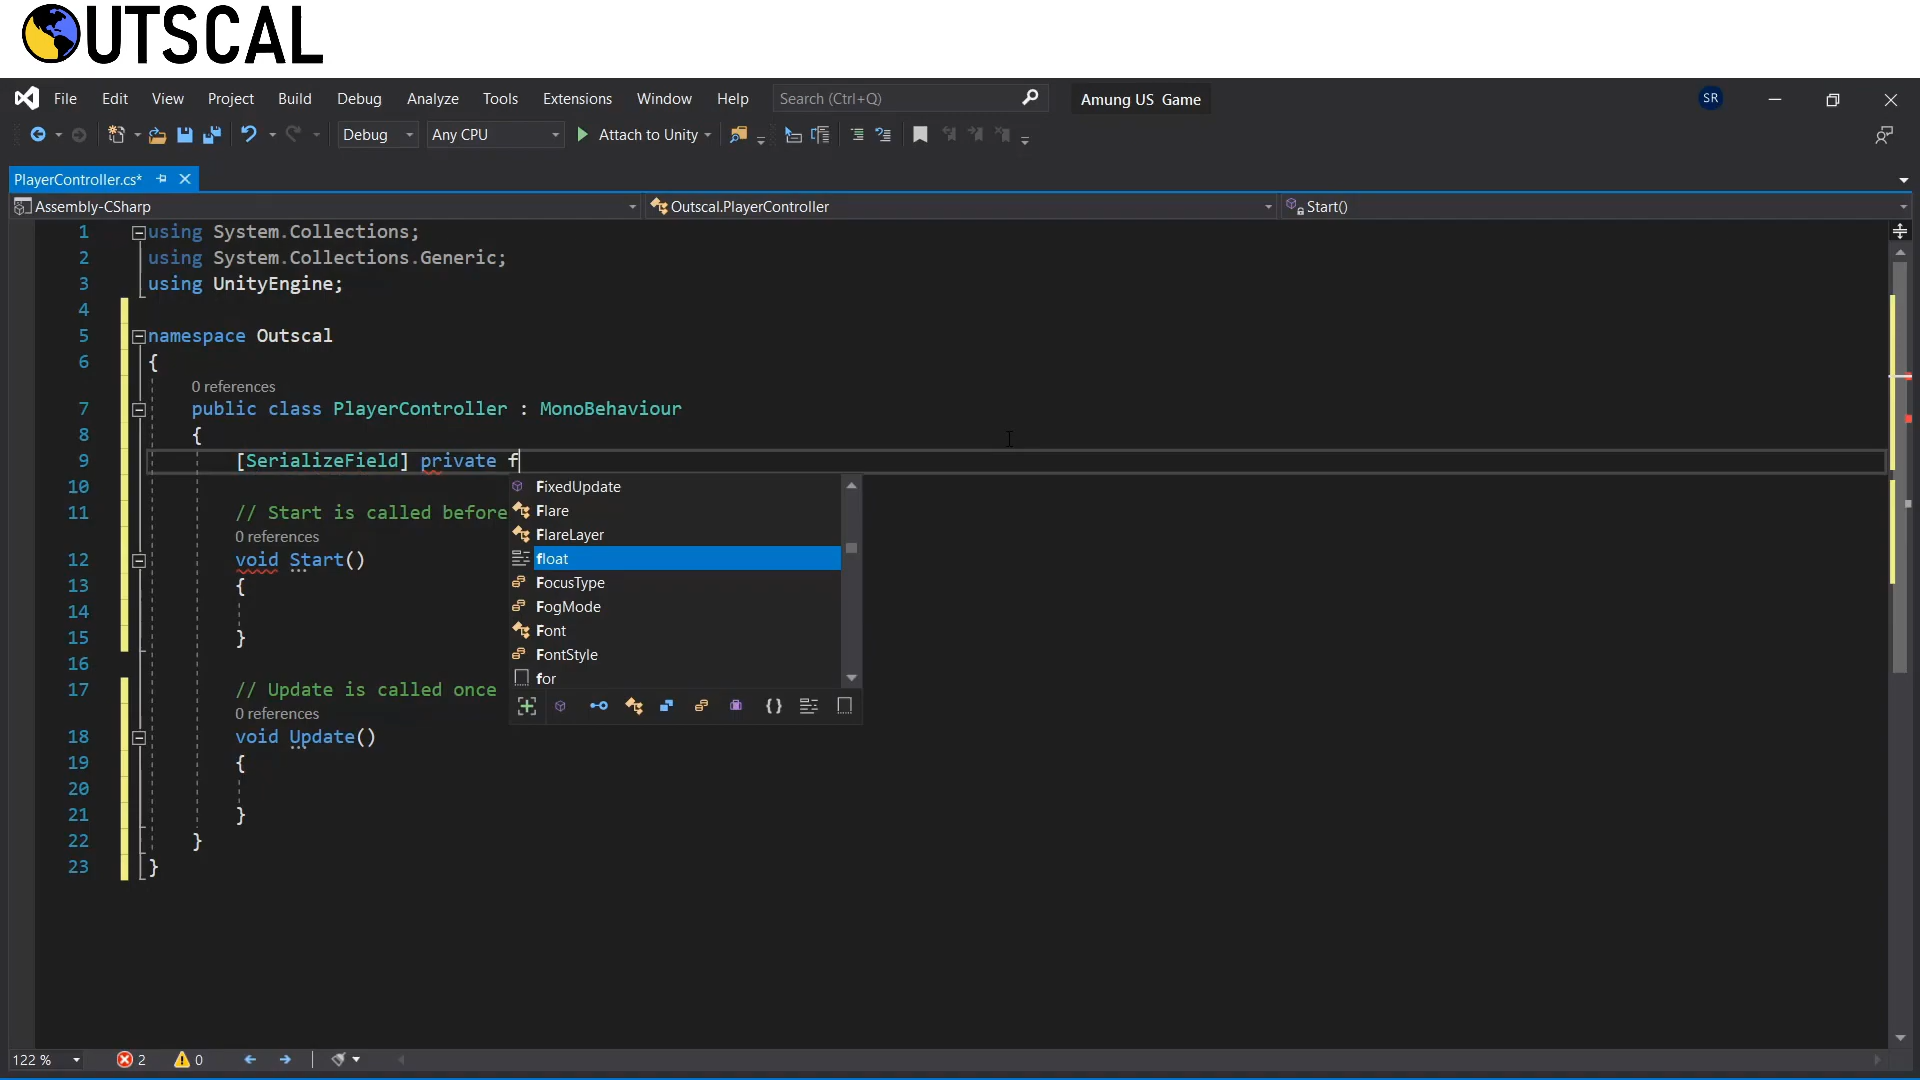 OUTSCAL
File Edit View Project Build Debug Analyze Tools Extensions Window Help Search (Ctrl+Q) Amung US Game SR
Debug Any CPU Attach to Unity
PlayerController.cs*
Assembly-CSharp Outscal.PlayerController Start()
1 using System.Collections;
2 using System.Collections.Generic;
3 using UnityEngine;
4
5 namespace Outscal
6 {
0 references
7 public class PlayerController : MonoBehaviour
8 {
9 [SerializeField] private f
10 FixedUpdate
Flare
11 // Start is called before
0 references FlareLayer
12 void Start() float
13 { FocusType
14 FogMode
15 } Font
16 FontStyle
for
17 // Update is called once
0 references
18 void Update()
19 {
20
21 }
22 }
23 }
122 % 2 0